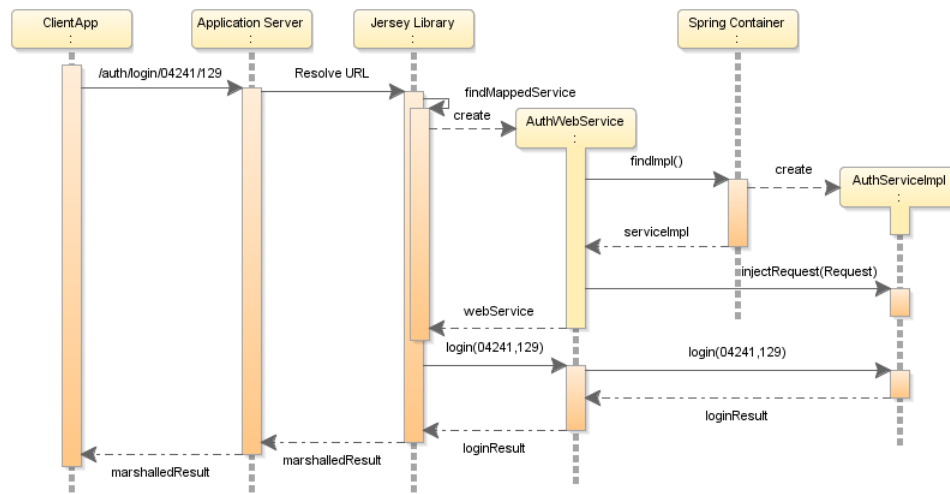 ClientApp
:
Application Server
:
Jersey Library
:
Spring Container
:
/auth/login/04241/129
Resolve URL
findMappedService
create
AuthWebService
:
findImpl()
create
AuthServiceImpl
:
serviceImpl
injectRequest(Request)
webService
login(04241,129)
login(04241,129)
loginResult
loginResult
marshalledResult
marshalledResult